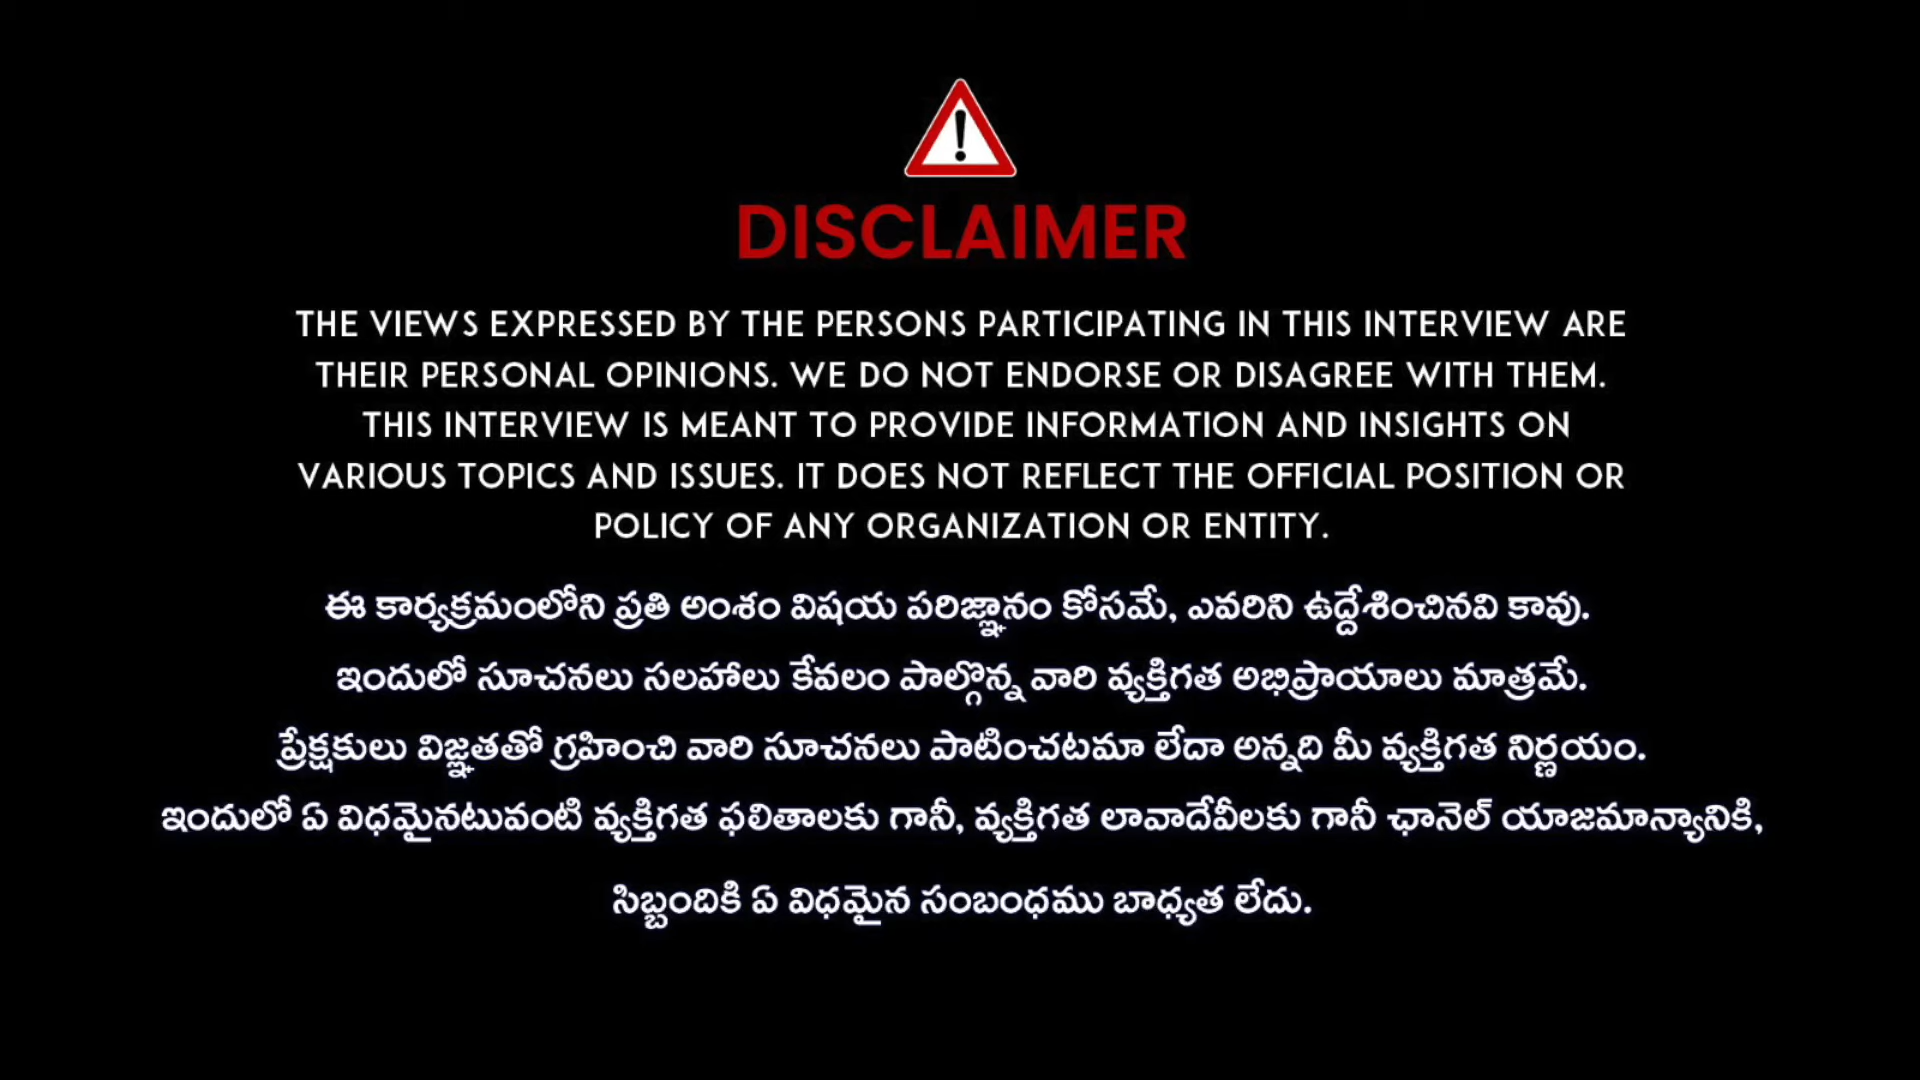 DISCLAIMER
THE VIEWS EXPRESSED BY THE PERSONS PARTICIPATING IN THIS INTERVIEW ARE
THEIR PERSONAL OPINIONS. WE DO NOT ENDORSE OR DISAGREE WITH THEM.
THIS INTERVIEW IS MEANT TO PROVIDE INFORMATION AND INSIGHTS ON
VARIOUS TOPICS AND ISSUES. IT DOES NOT REFLECT THE OFFICIAL POSITION OR
POLICY OF ANY ORGANIZATION OR ENTITY.
ఈ కార్యక్రమంలోని ప్రతి అంశం విషయ పరిజ్ఞానం కోసమే, ఎవరిని ఉద్దేశించినవి కావు.
ఇందులో సూచనలు సలహాలు కేవలం పాల్గొన్న వారి వ్యక్తిగత అభిప్రాయాలు మాత్రమే.
ప్రేక్షకులు విజ్ఞతతో గ్రహించి వారి సూచనలు పాటించటమా లేదా అన్నది మీ వ్యక్తిగత నిర్ణయం.
ఇందులో ఏ విధమైనటువంటి వ్యక్తిగత ఫలితాలకు గానీ, వ్యక్తిగత లావాదేవీలకు గానీ ఛానెల్ యాజమాన్యానికి,
సిబ్బందికి ఏ విధమైన సంబంధము బాధ్యత లేదు.